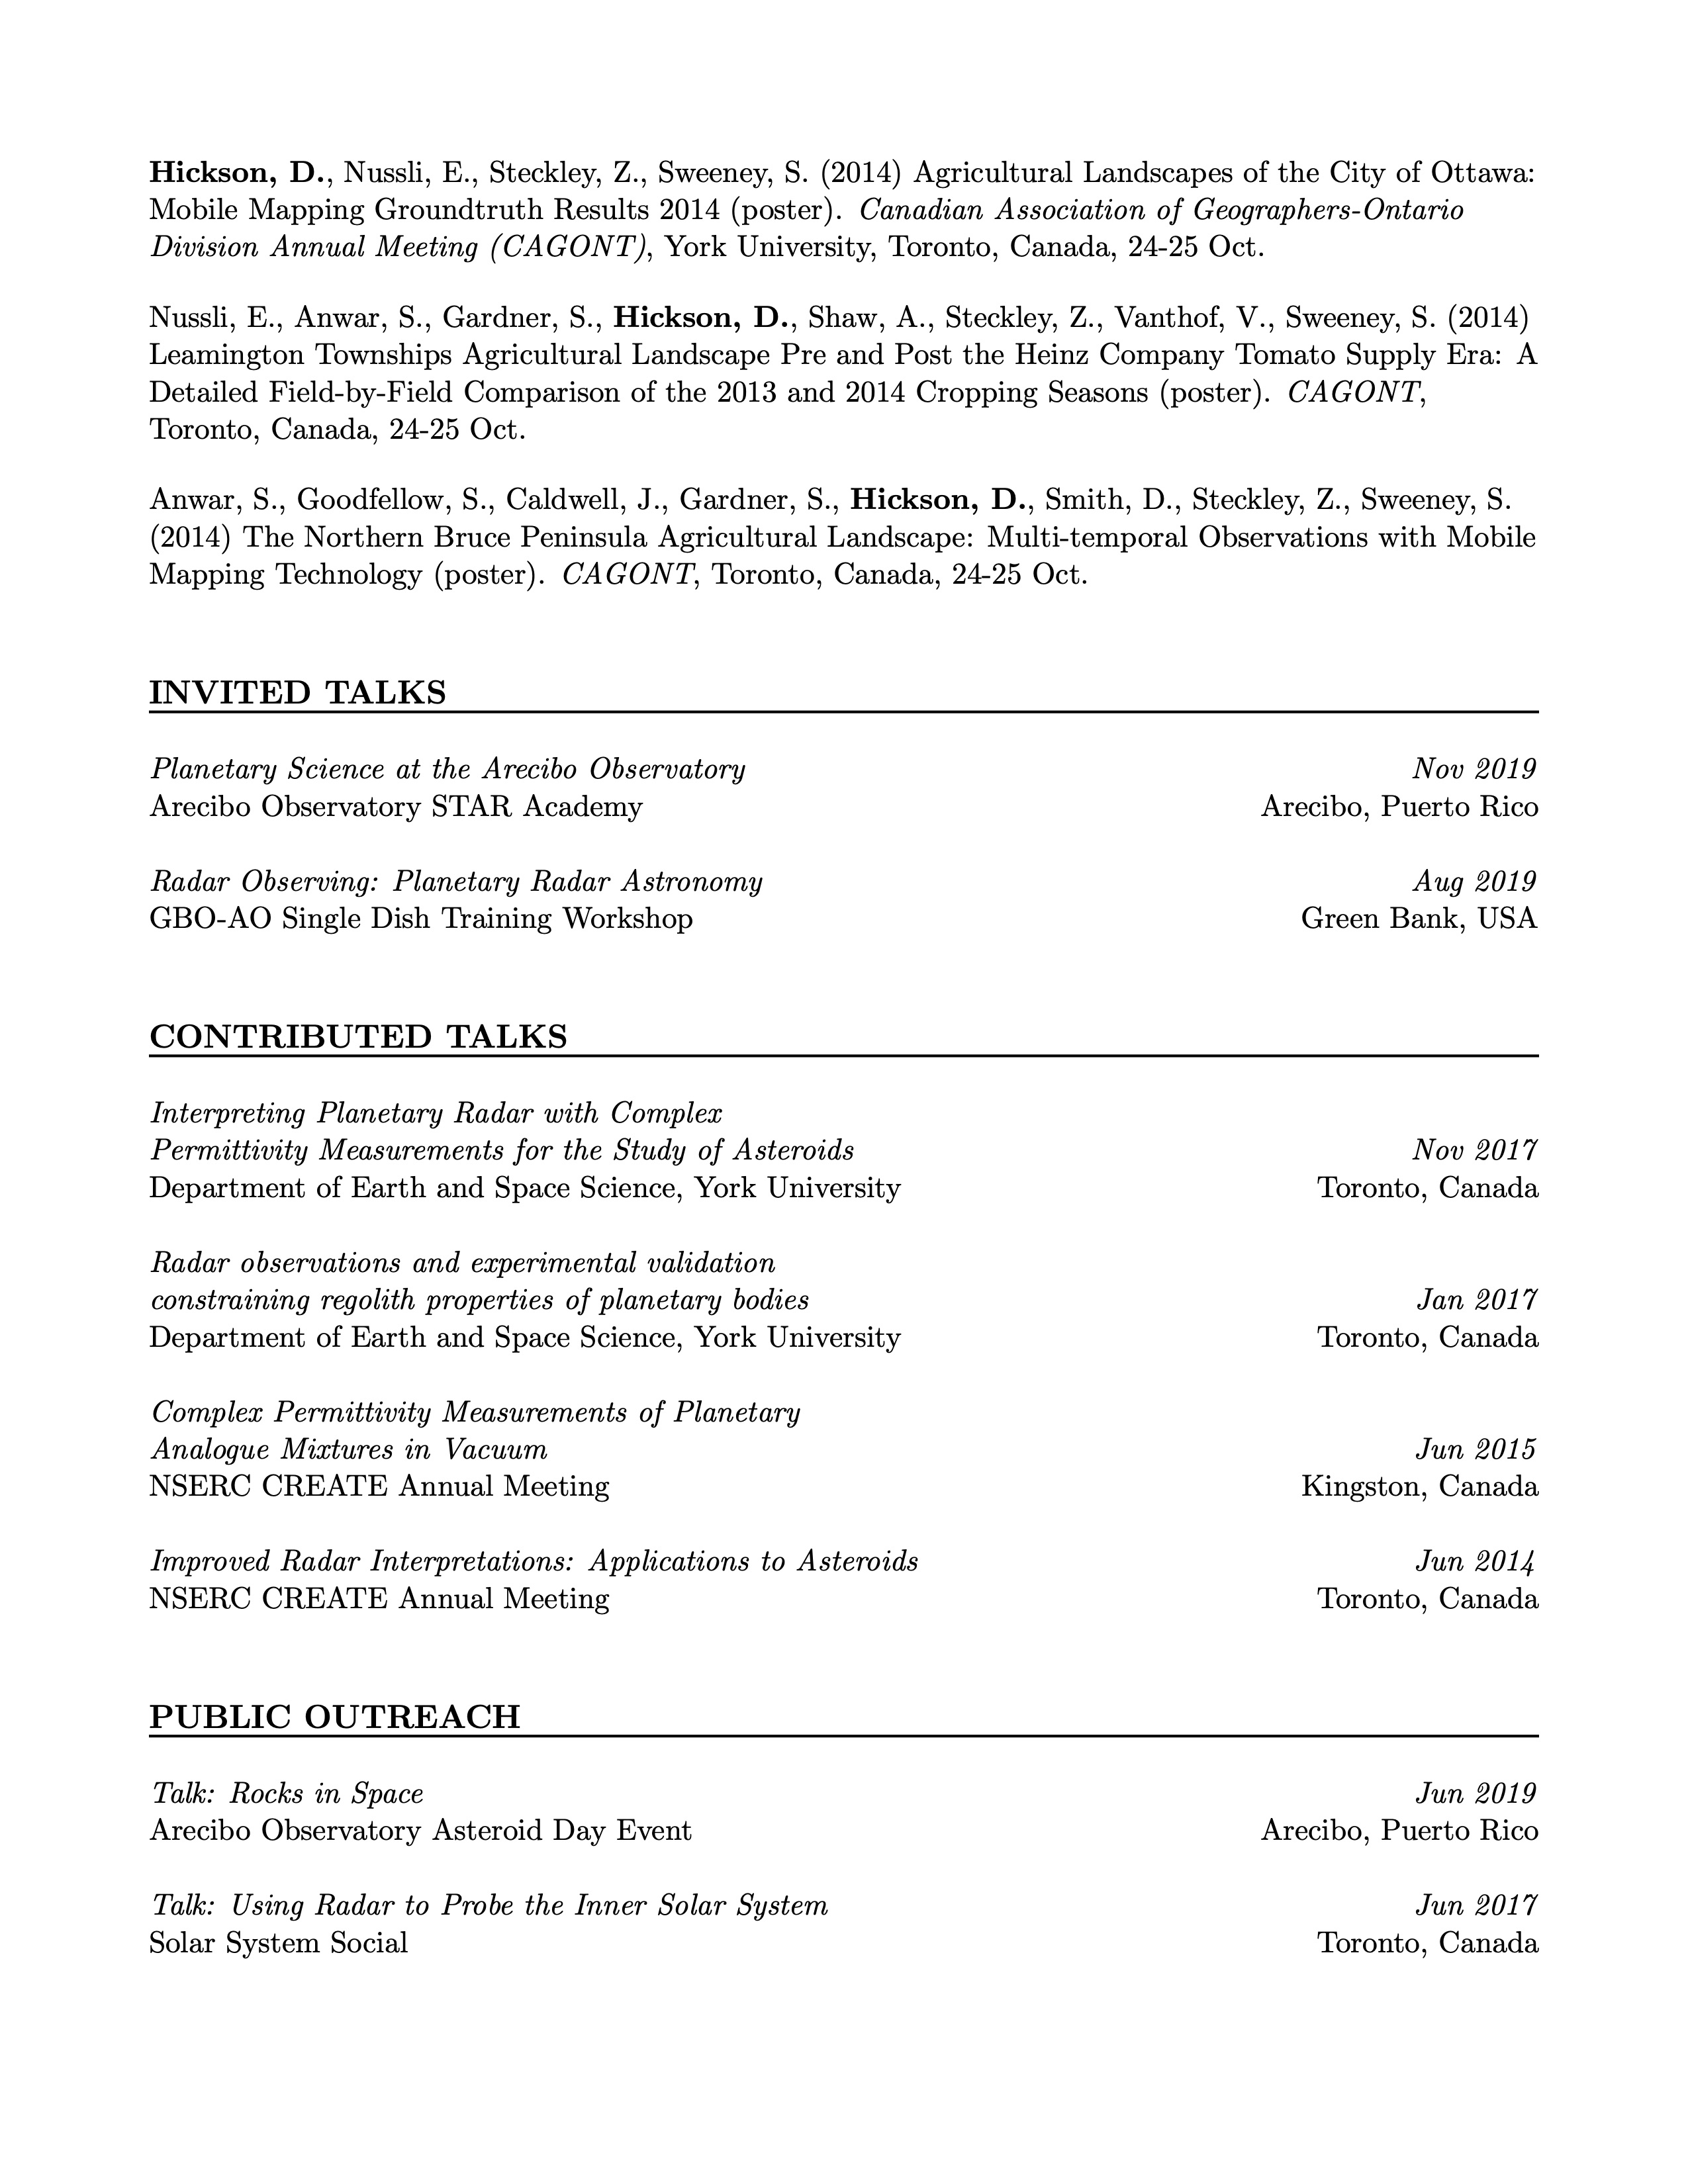 Hickson, D., Nussli, E., Steckley, Z., Sweeney, S. (2014) Agricultural Landscapes of the City of Ottawa:
Mobile Mapping Groundtruth Results 2014 (poster). Canadian Association of Geographers-Ontario
Division Annual Meeting (CAGONT), York University, Toronto, Canada, 24-25 Oct.
Nussli, E., Anwar, S., Gardner, S., Hickson, D., Shaw, A., Steckley, Z., Vanthof, V., Sweeney, S. (2014)
Leamington Townships Agricultural Landscape Pre and Post the Heinz Company Tomato Supply Era: A
Detailed Field-by-Field Comparison of the 2013 and 2014 Cropping Seasons (poster). CAGONT,
Toronto, Canada, 24-25 Oct.
Anwar, S., Goodfellow, S., Caldwell, J., Gardner, S., Hickson, D., Smith, D., Steckley, Z., Sweeney, S.
(2014) The Northern Bruce Peninsula Agricultural Landscape: Multi-temporal Observations with Mobile
Mapping Technology (poster). CAGONT, Toronto, Canada, 24-25 Oct.
INVITED TALKS
Planetary Science at the Arecibo Observatory Nov 2019
Arecibo Observatory STAR Academy Arecibo, Puerto Rico
Radar Observing: Planetary Radar Astronomy Aug 2019
GBO-AO Single Dish Training Workshop Green Bank, USA
CONTRIBUTED TALKS
Interpreting Planetary Radar with Complex
Permittivity Measurements for the Study of Asteroids Nov 2017
Department of Earth and Space Science, York University Toronto, Canada
Radar observations and experimental validation
constraining regolith properties of planetary bodies Jan 2017
Department of Earth and Space Science, York University Toronto, Canada
Complex Permittivity Measurements of Planetary
Analogue Mixtures in Vacuum Jun 2015
NSERC CREATE Annual Meeting Kingston, Canada
Improved Radar Interpretations: Applications to Asteroids Jun 2014
NSERC CREATE Annual Meeting Toronto, Canada
PUBLIC OUTREACH
Talk: Rocks in Space Jun 2019
Arecibo Observatory Asteroid Day Event Arecibo, Puerto Rico
Talk: Using Radar to Probe the Inner Solar System Jun 2017
Solar System Social Toronto, Canada